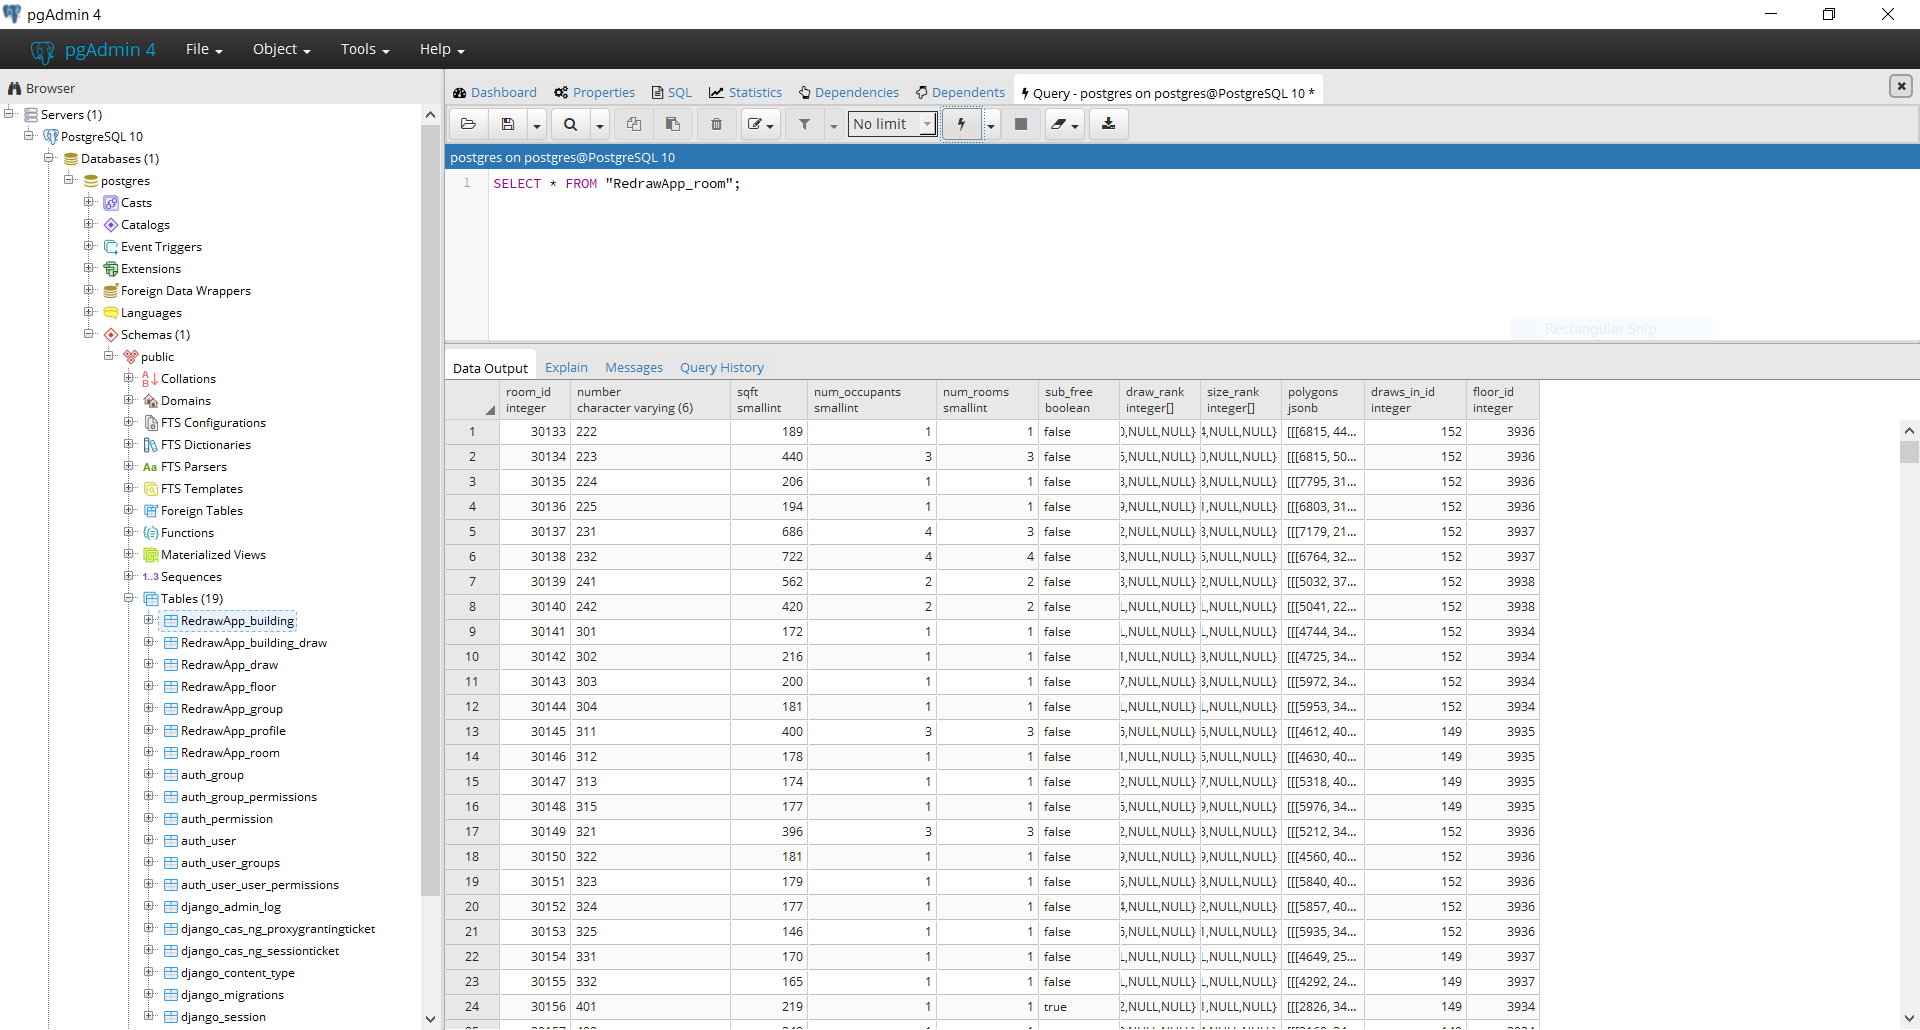 pgAdmin 4
pgAdmin 4 File Object Tools Help
Browser
Servers (1)
PostgreSQL 10
Databases (1)
postgres
Casts
Catalogs
Event Triggers
Extensions
Foreign Data Wrappers
Languages
Schemas (1)
public
Collations
Domains
FTS Configurations
FTS Dictionaries
Aa FTS Parsers
FTS Templates
Foreign Tables
Functions
Materialized Views
1..3 Sequences
Tables (19)
RedrawApp_building
RedrawApp_building_draw
RedrawApp_draw
RedrawApp_floor
RedrawApp_group
RedrawApp_profile
RedrawApp_room
auth_group
auth_group_permissions
auth_permission
auth_user
auth_user_groups
auth_user_user_permissions
django_admin_log
django_cas_ng_proxygrantingticket
django_cas_ng_sessionticket
django_content_type
django_migrations
django_session
Dashboard Properties SQL Statistics Dependencies Dependents Query - postgres on postgres@PostgreSQL 10 *
No limit
postgres on postgres@PostgreSQL 10
1 SELECT * FROM "RedrawApp_room";
Rectangular Snip
Data Output Explain Messages Query History
room_id number sqft num_occupants num_rooms sub_free draw_rank size_rank polygons draws_in_id floor_id
integer character varying (6) smallint smallint smallint boolean integer[] integer[] jsonb integer integer
1 30133 222 189 1 1 false 0,NULL,NULL} 4,NULL,NULL} [[[6815, 44... 152 3936
2 30134 223 440 3 3 false 5,NULL,NULL} 0,NULL,NULL} [[[6815, 50... 152 3936
3 30135 224 206 1 1 false 3,NULL,NULL} 3,NULL,NULL} [[[7795, 31... 152 3936
4 30136 225 194 1 1 false 9,NULL,NULL} 1,NULL,NULL} [[[6803, 31... 152 3936
5 30137 231 686 4 3 false 2,NULL,NULL} 3,NULL,NULL} [[[7179, 21... 152 3937
6 30138 232 722 4 4 false 3,NULL,NULL} 5,NULL,NULL} [[[6764, 32... 152 3937
7 30139 241 562 2 2 false 3,NULL,NULL} 2,NULL,NULL} [[[5032, 37... 152 3938
8 30140 242 420 2 2 false ,NULL,NULL} ,NULL,NULL} [[[5041, 22... 152 3938
9 30141 301 172 1 1 false ,NULL,NULL} ,NULL,NULL} [[[4744, 34... 152 3934
10 30142 302 216 1 1 false 1,NULL,NULL} 3,NULL,NULL} [[[4725, 34... 152 3934
11 30143 303 200 1 1 false 7,NULL,NULL} 3,NULL,NULL} [[[5972, 34... 152 3934
12 30144 304 181 1 1 false ,NULL,NULL} ,NULL,NULL} [[[5953, 34... 152 3934
13 30145 311 400 3 3 false 5,NULL,NULL} 5,NULL,NULL} [[[4612, 40... 149 3935
14 30146 312 178 1 1 false 1,NULL,NULL} 5,NULL,NULL} [[[4630, 40... 149 3935
15 30147 313 174 1 1 false 2,NULL,NULL} 7,NULL,NULL} [[[5318, 40... 149 3935
16 30148 315 177 1 1 false 5,NULL,NULL} 9,NULL,NULL} [[[5976, 34... 149 3935
17 30149 321 396 3 3 false 2,NULL,NULL} 3,NULL,NULL} [[[5212, 34... 152 3936
18 30150 322 181 1 1 false 9,NULL,NULL} 9,NULL,NULL} [[[4560, 40... 152 3936
19 30151 323 179 1 1 false 5,NULL,NULL} 3,NULL,NULL} [[[5840, 40... 152 3936
20 30152 324 177 1 1 false 4,NULL,NULL} 2,NULL,NULL} [[[5857, 40... 152 3936
21 30153 325 146 1 1 false 5,NULL,NULL} 1,NULL,NULL} [[[5935, 34... 152 3936
22 30154 331 170 1 1 false ,NULL,NULL} ,NULL,NULL} [[[4649, 25... 149 3937
23 30155 332 165 1 1 false ,NULL,NULL} ,NULL,NULL} [[[4292, 24... 149 3937
24 30156 401 219 1 1 true 2,NULL,NULL} 1,NULL,NULL} [[[2826, 34... 149 3934